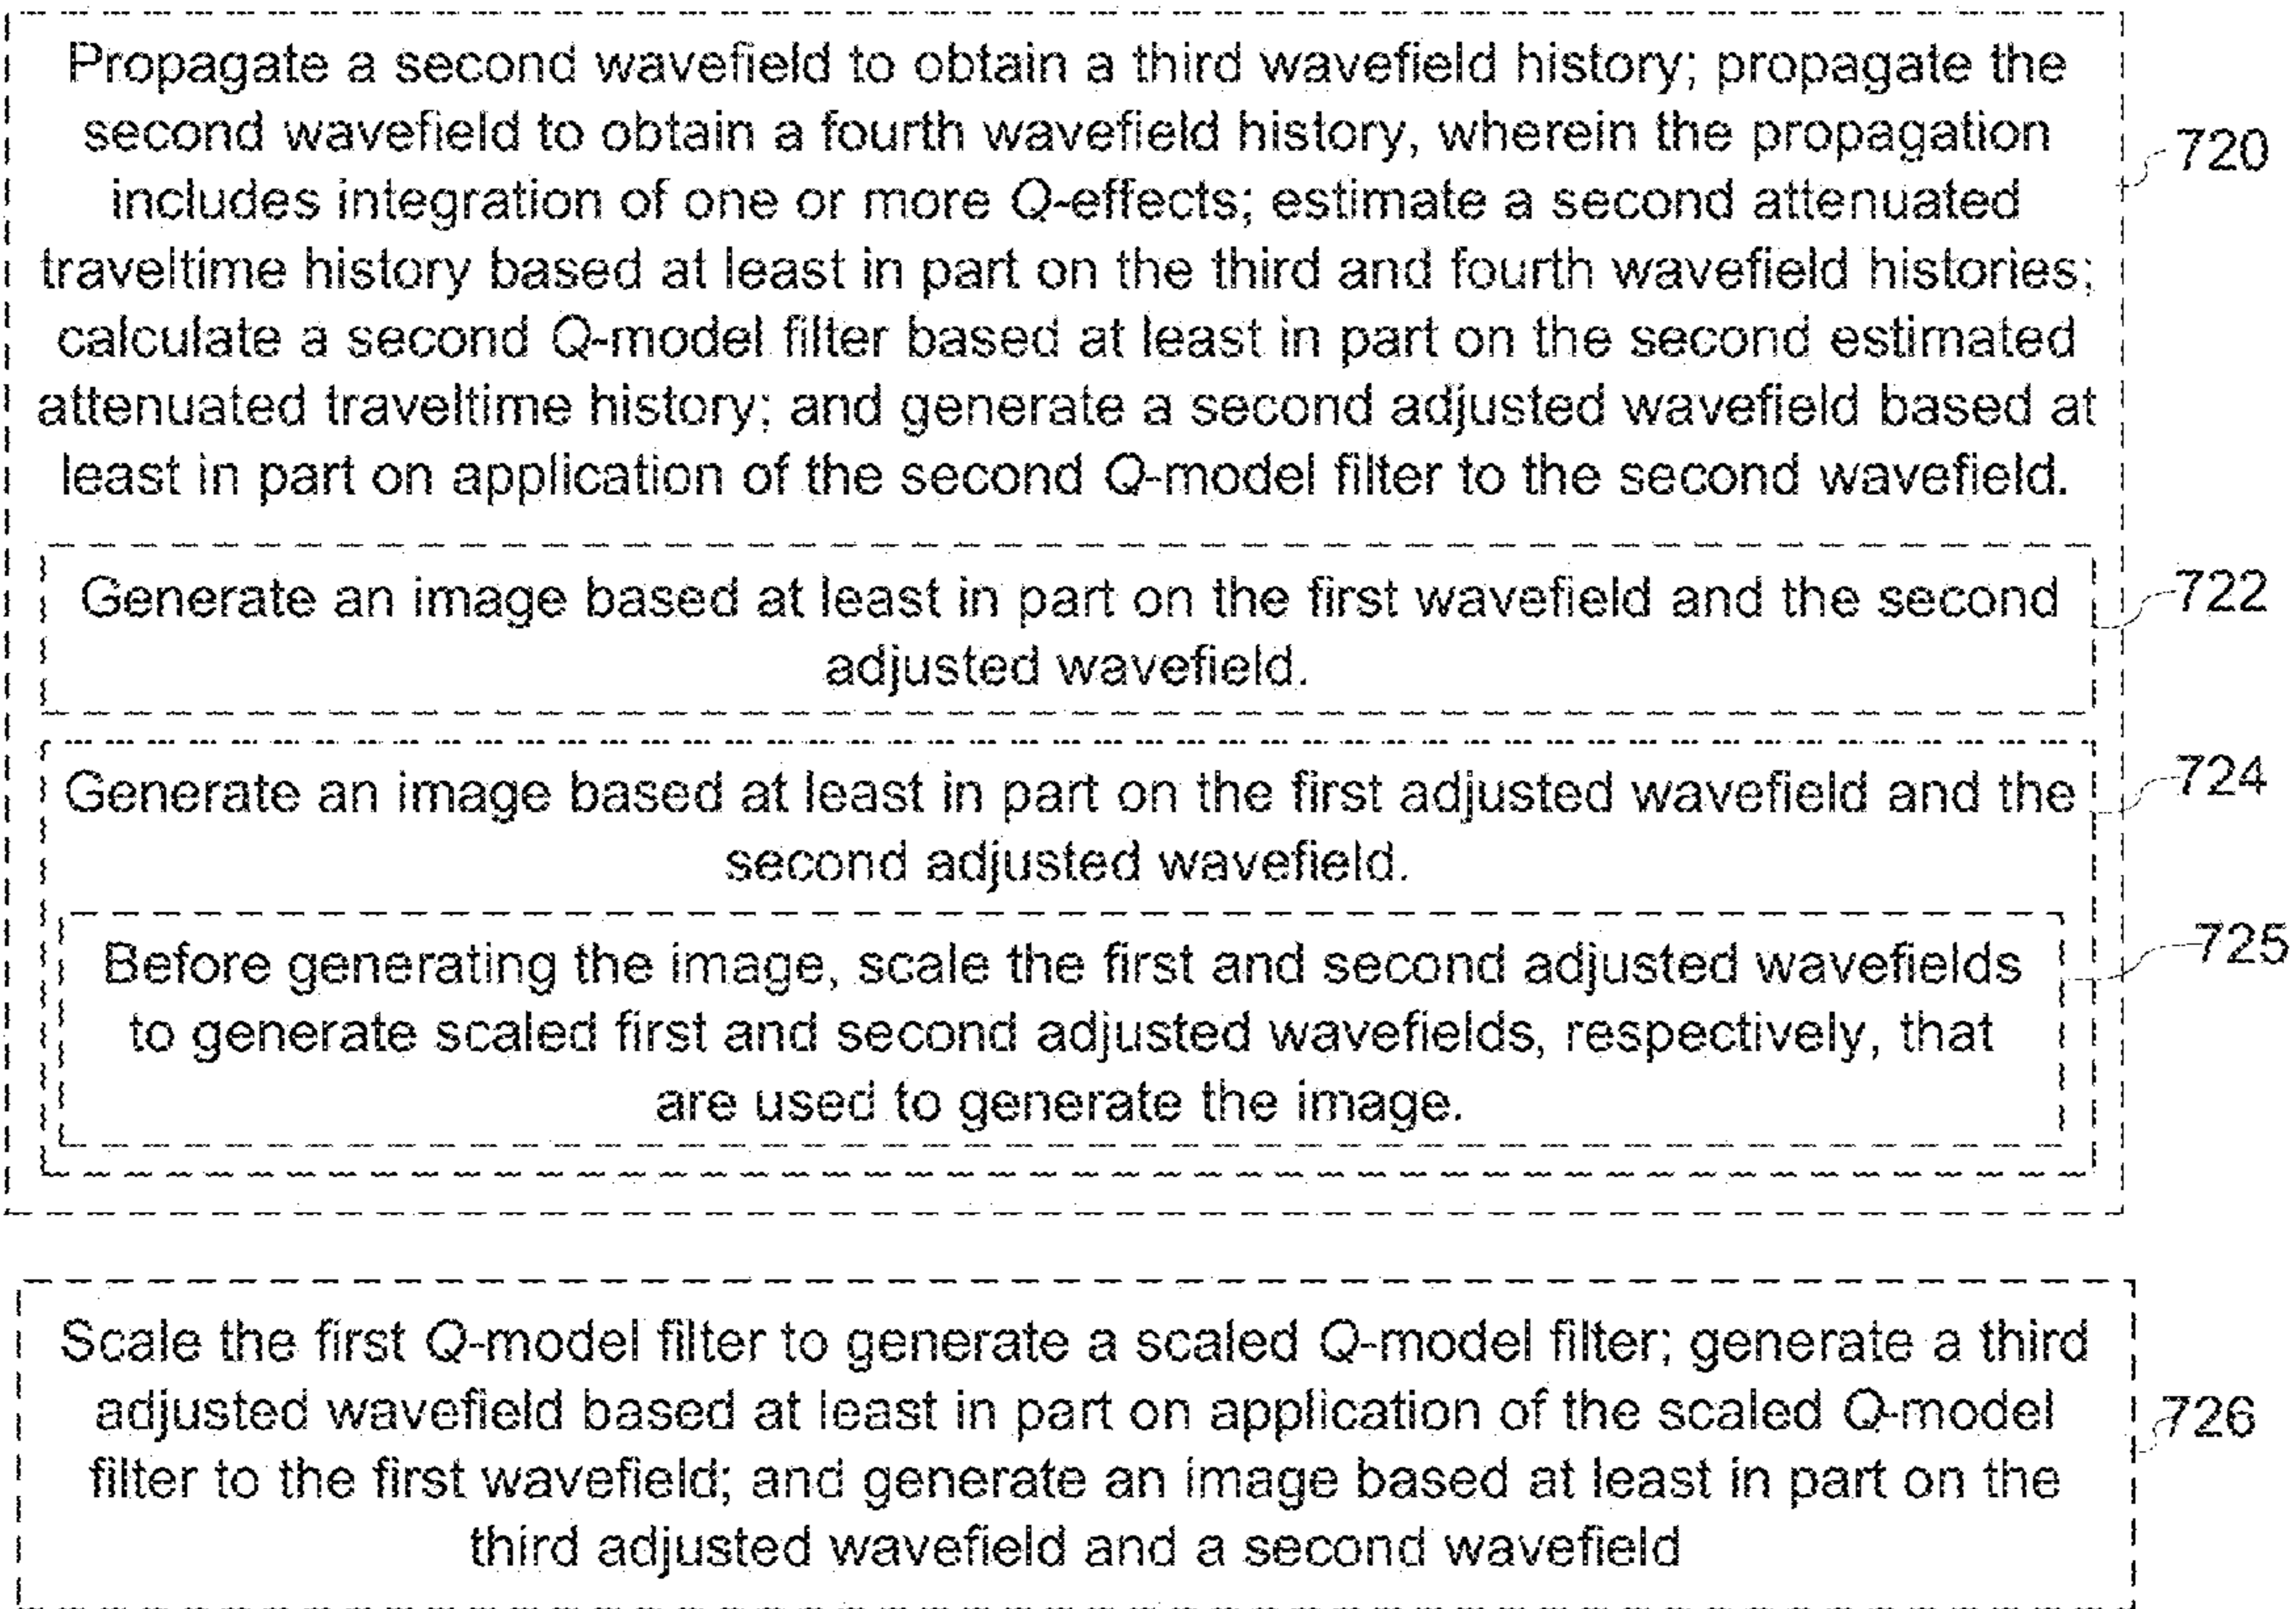 Propagate a second wavefield to obtain a third wavefield history; propagate the
second wavefield to obtain a fourth wavefield history, wherein the propagation
includes integration of one or more Q-effects; estimate a second attenuated
traveltime history based at least in part on the third and fourth wavefield histories;
calculate a second Q-model filter based at least in part on the second estimated
attenuated traveltime history; and generate a second adjusted wavefield based at
least in part on application of the second Q-model filter to the second wavefield.
720
Generate an image based at least in part on the first wavefield and the second
adjusted wavefield.
722
Generate an image based at least in part on the first adjusted wavefield and the
second adjusted wavefield.
724
Before generating the image, scale the first and second adjusted wavefields
to generate scaled first and second adjusted wavefields, respectively, that
are used to generate the image.
725
Scale the first Q-model filter to generate a scaled Q-model filter; generate a third
adjusted wavefield based at least in part on application of the scaled Q-model
filter to the first wavefield; and generate an image based at least in part on the
third adjusted wavefield and a second wavefield
726